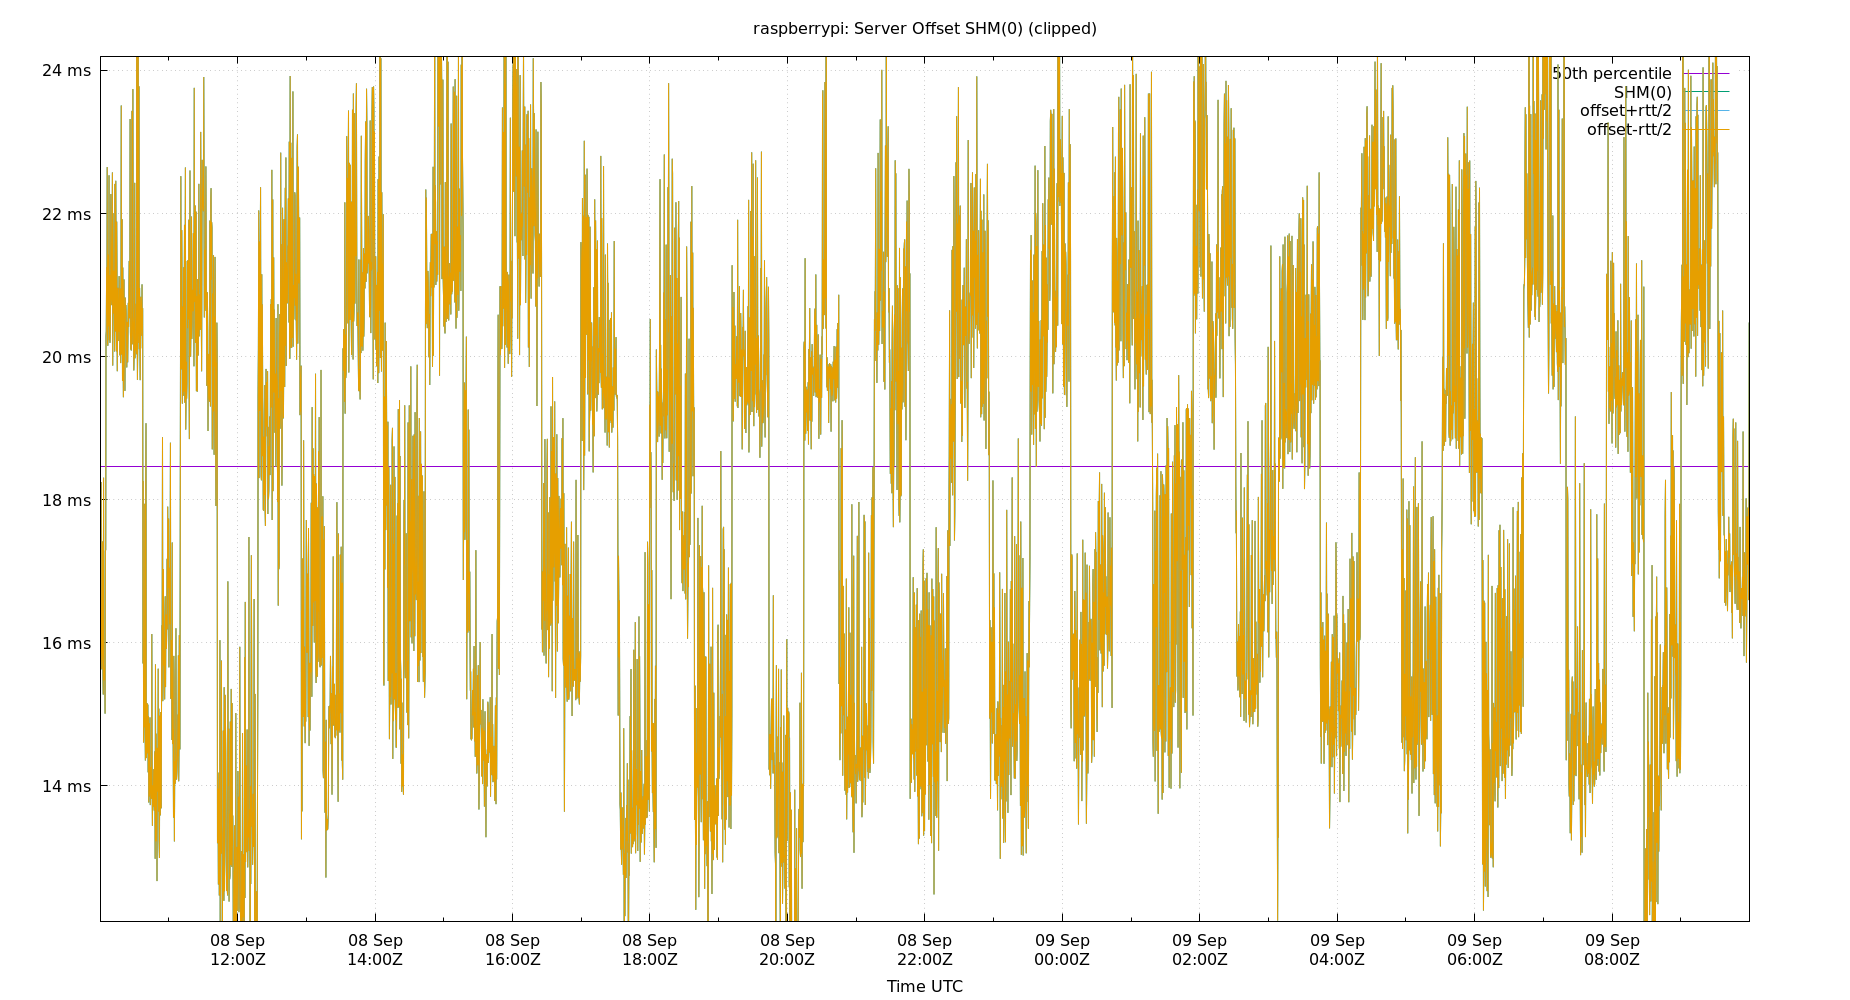 raspberrypi: Server Offset SHM(0) (clipped)
24 ms
22 ms
20 ms
18 ms
16 ms
14 ms
50th percentile
SHM(0)
offset+rtt/2
offset-rtt/2
08 Sep
12:00Z
08 Sep
14:00Z
08 Sep
16:00Z
08 Sep
18:00Z
08 Sep
20:00Z
08 Sep
22:00Z
09 Sep
00:00Z
09 Sep
02:00Z
09 Sep
04:00Z
09 Sep
06:00Z
09 Sep
08:00Z
Time UTC